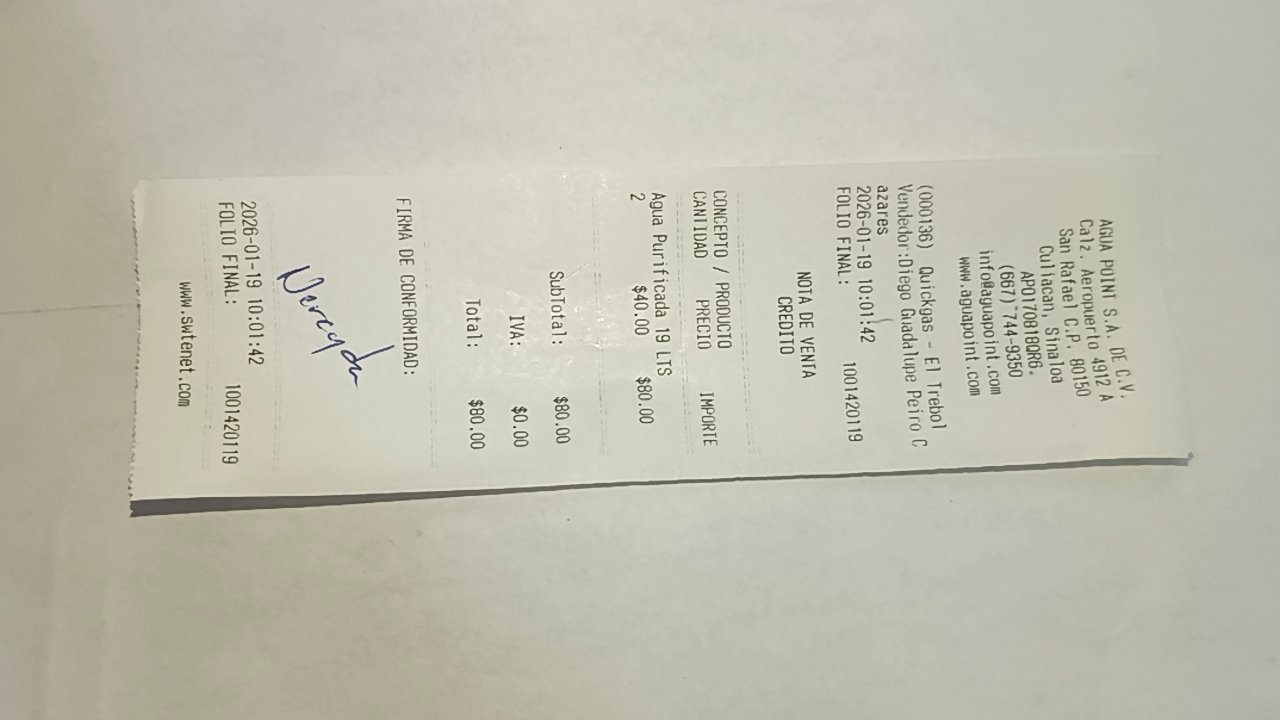 AGUA POINT S.A. DE C.V.
Calz. Aeropuerto 4912 A
San Rafael C.P. 80150
Culiacan, Sinaloa
APO170818QR6.
(667) 744-9350
info@aguapoint.com
www.aguapoint.com
(000136) Quickgas - El Trebol
Vendedor:Diego Guadalupe Peiro C
azares
2026-01-19 10:01:42
FOLIO FINAL: 1001420119
NOTA DE VENTA
CREDITO
CONCEPTO / PRODUCTO
CANTIDAD PRECIO IMPORTE
Agua Purificada 19 LTS
2 $40.00 $80.00
SubTotal: $80.00
IVA: $0.00
Total: $80.00
FIRMA DE CONFORMIDAD:
2026-01-19 10:01:42
FOLIO FINAL: 1001420119
www.swtenet.com